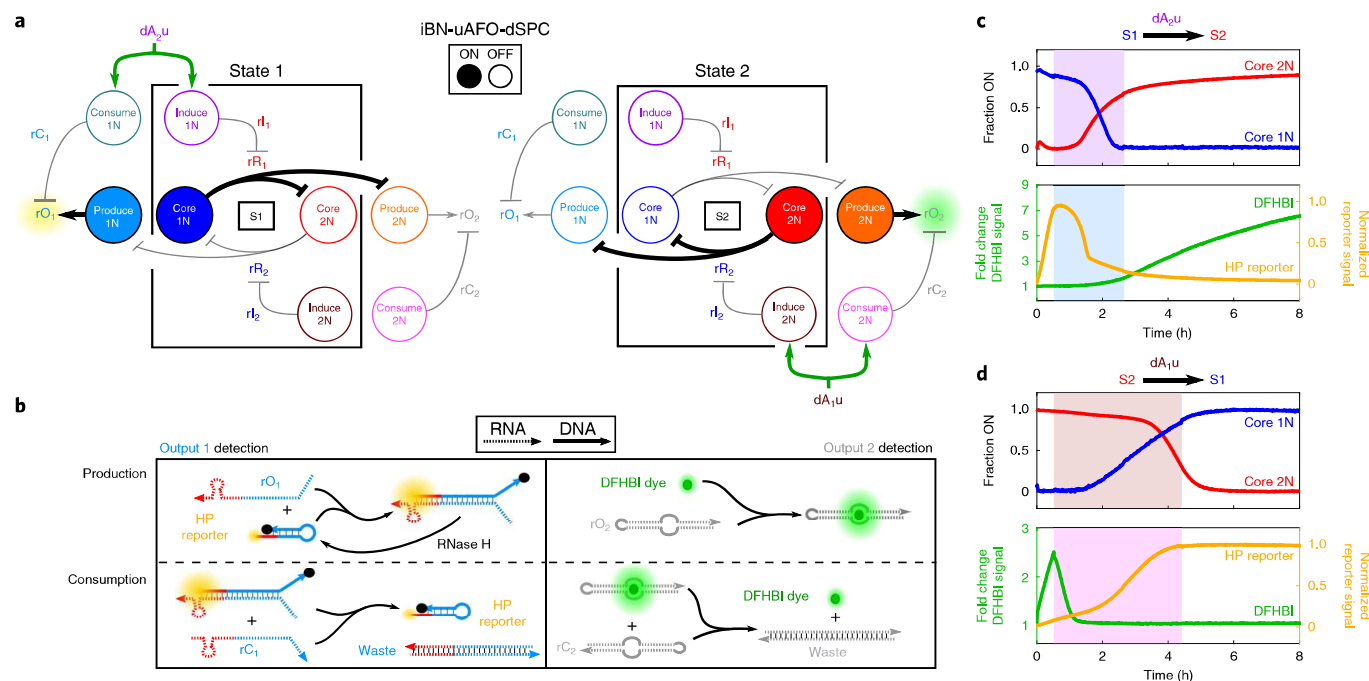 a
iBN-uAFO-dSPC
ON OFF
dA₂u
State 1
Consume 1N
Induce 1N
rC₁
rI₁
rR₁
rO₁
Produce 1N
Core 1N
S1
Core 2N
Produce 2N
rO₂
rR₂
rC₂
rI₂
Induce 2N
Consume 2N
State 2
Consume 1N
Induce 1N
rC₁
rI₁
rR₁
rO₁
Produce 1N
Core 1N
S2
Core 2N
Produce 2N
rO₂
rR₂
rC₂
rI₂
Induce 2N
Consume 2N
dA₁u
b
RNA DNA
Output 1 detection
Output 2 detection
Production
rO₁
+
HP reporter
RNase H
DFHBI dye
+
rO₂
Consumption
+
rC₁
HP reporter
Waste
+
rC₂
DFHBI dye
+
Waste
c
dA₂u
S1 S2
Fraction ON
1.0
0.5
0
Core 2N
Core 1N
Fold change DFHBI signal
9
7
5
3
1
DFHBI
HP reporter
1.0
0.5
0
Normalized reporter signal
0 2 4 6 8
Time (h)
d
dA₁u
S2 S1
Fraction ON
1.0
0.5
0
Core 1N
Core 2N
Fold change DFHBI signal
3
2
1
HP reporter
DFHBI
1.0
0.5
0
Normalized reporter signal
0 2 4 6 8
Time (h)